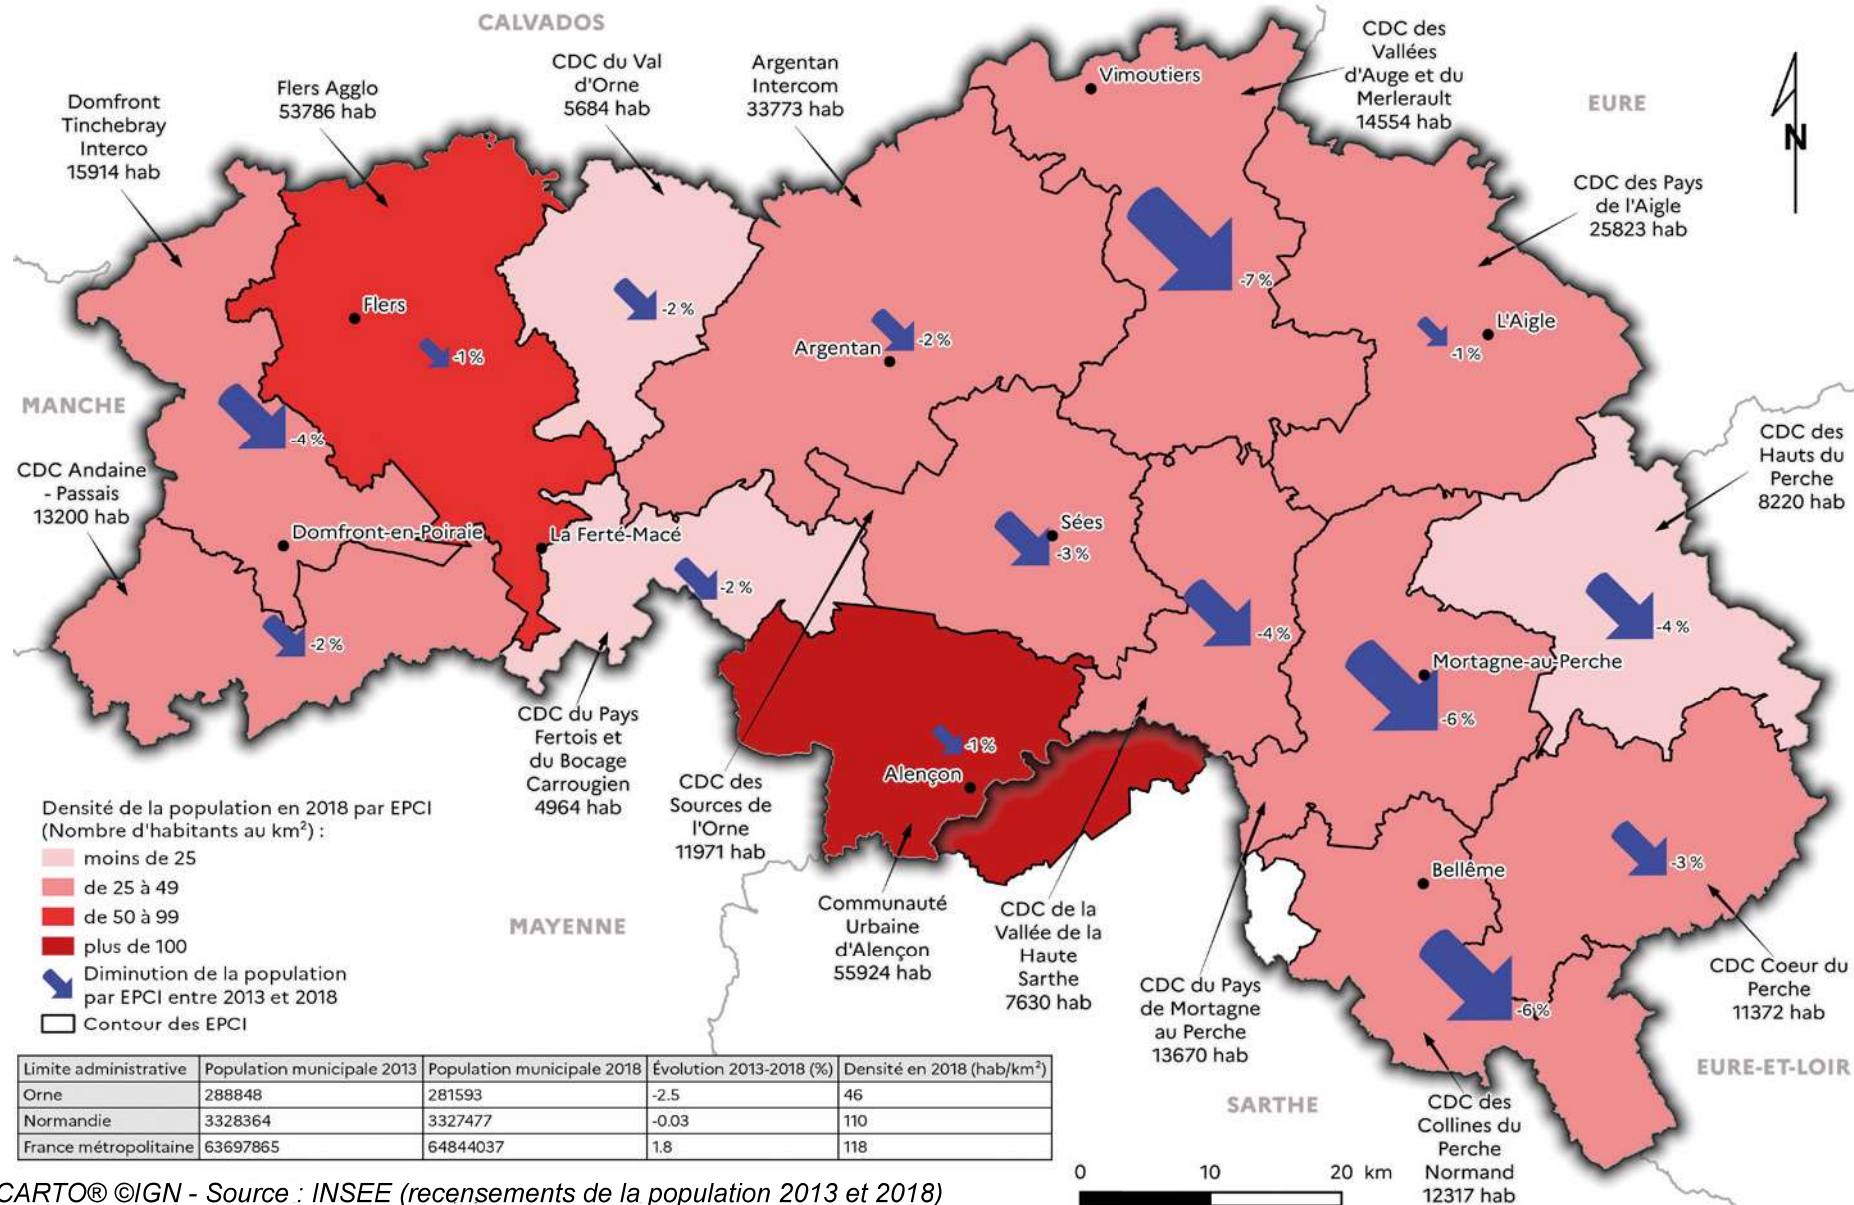 CALVADOS
CDC des
Vallées
d'Auge et du
Merlerault
14554 hab
CDC du Val
d'Orne
5684 hab
Argentan
Intercom
33773 hab
Flers Agglo
53786 hab
Domfront
Tinchebray
Interco
15914 hab
Vimoutiers
EURE
N
CDC des Pays
de l'Aigle
25823 hab
-7 %
Flers
-2 %
L'Aigle
-2 %
Argentan
-1 %
-1 %
MANCHE
-4 %
CDC des
Hauts du
Perche
8220 hab
CDC Andaine
- Passais
13200 hab
Domfront-en-Poiraie
La Ferté-Macé
Sées
-3 %
-2 %
-2 %
-4 %
-4 %
Mortagne-au-Perche
-6 %
CDC du Pays
Fertois et
du Bocage
Carrougien
4964 hab
-1 %
Alençon
CDC des
Sources de
l'Orne
11971 hab
Densité de la population en 2018 par EPCI
(Nombre d'habitants au km²) :
moins de 25
de 25 à 49
de 50 à 99
plus de 100
Diminution de la population
par EPCI entre 2013 et 2018
Contour des EPCI
Bellême
-3 %
MAYENNE
Communauté
Urbaine
d'Alençon
55924 hab
CDC de la
Vallée de la
Haute
Sarthe
7630 hab
CDC du Pays
de Mortagne
au Perche
13670 hab
-6 %
CDC Coeur du
Perche
11372 hab
EURE-ET-LOIR
SARTHE
CDC des
Collines du
Perche
Normand
12317 hab
Limite administrative Population municipale 2013 Population municipale 2018 Évolution 2013-2018 (%) Densité en 2018 (hab/km²)
Orne 288848 281593 -2.5 46
Normandie 3328364 3327477 -0.03 110
France métropolitaine 63697865 64844037 1.8 118
0 10 20 km
CARTO® ©IGN - Source : INSEE (recensements de la population 2013 et 2018)